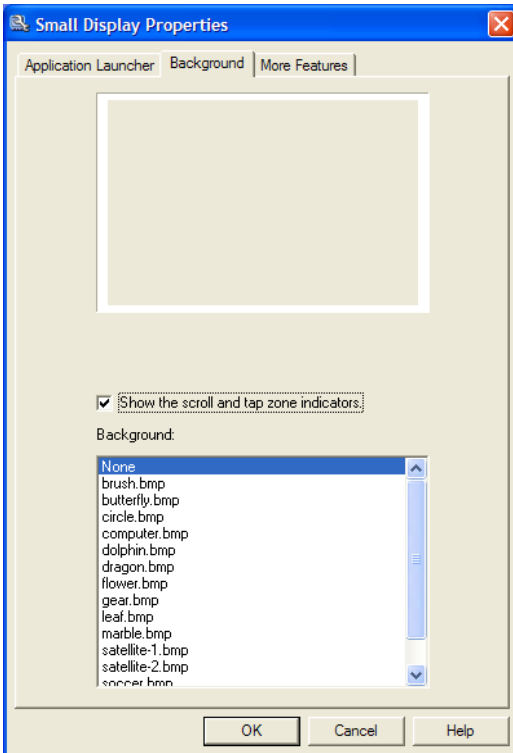 Small Display Properties
Application Launcher Background More Features
Show the scroll and tap zone indicators.
Background:
None
brush.bmp
butterfly.bmp
circle.bmp
computer.bmp
dolphin.bmp
dragon.bmp
flower.bmp
gear.bmp
leaf.bmp
marble.bmp
satellite-1.bmp
satellite-2.bmp
soccer.bmp
OK Cancel Help